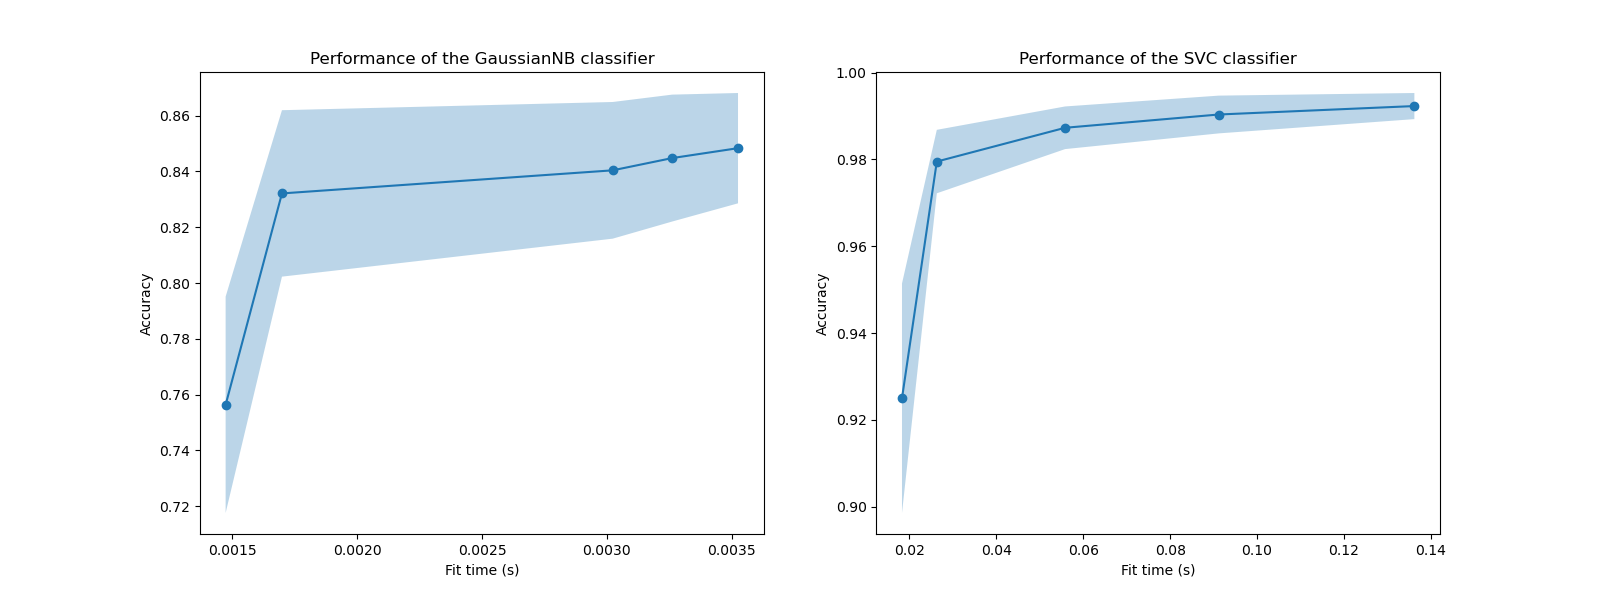 Performance of the GaussianNB classifier
0.86
0.84
0.82
0.80
0.78
0.76
0.74
0.72
Accuracy
0.0015 0.0020 0.0025 0.0030 0.0035
Fit time (s)
Performance of the SVC classifier
1.00
0.98
0.96
0.94
0.92
0.90
Accuracy
0.02 0.04 0.06 0.08 0.10 0.12 0.14
Fit time (s)